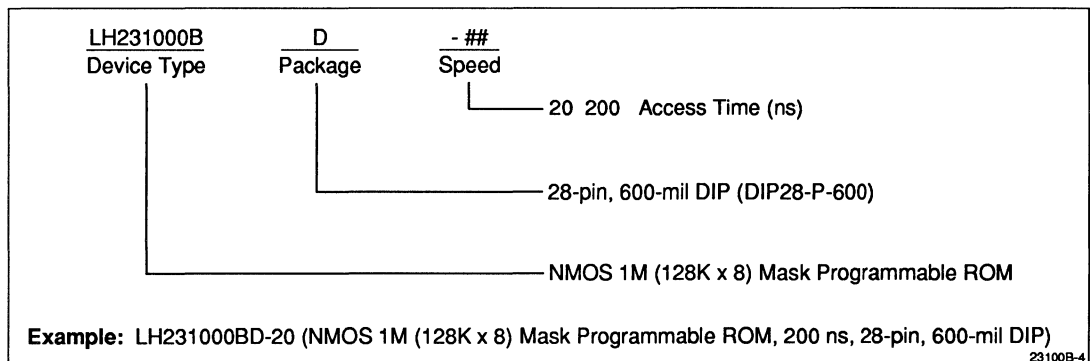 LH231000B D - ##
Device Type Package Speed
20 200 Access Time (ns)
28-pin, 600-mil DIP (DIP28-P-600)
NMOS 1M (128K x 8) Mask Programmable ROM
Example: LH231000BD-20 (NMOS 1M (128K x 8) Mask Programmable ROM, 200 ns, 28-pin, 600-mil DIP)
23100B-4